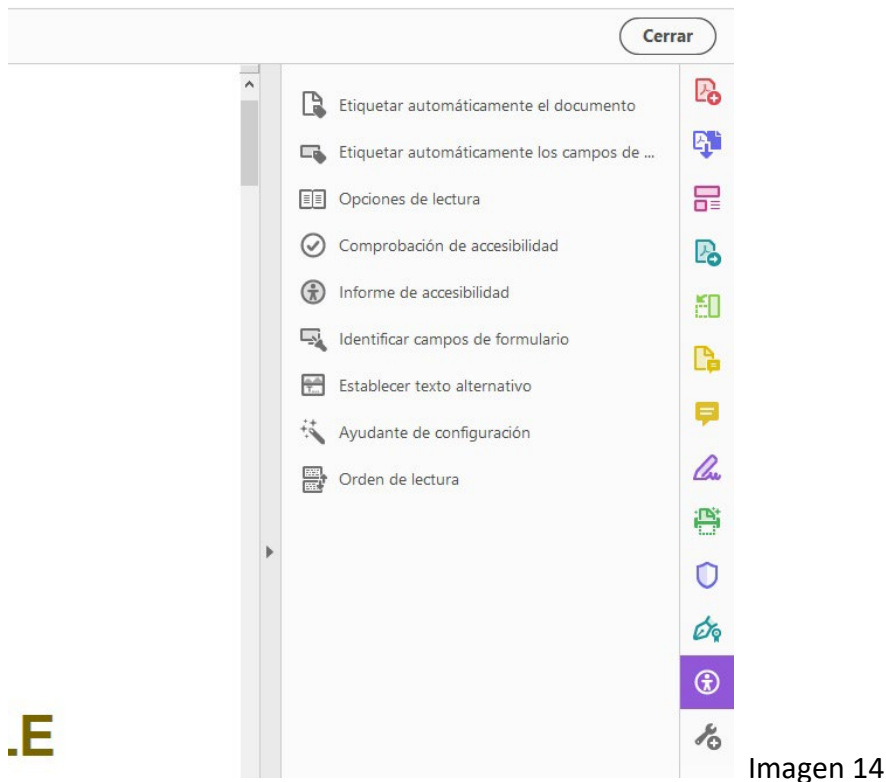 Cerrar
Etiquetar automáticamente el documento
Etiquetar automáticamente los campos de ...
Opciones de lectura
Comprobación de accesibilidad
Informe de accesibilidad
Identificar campos de formulario
Establecer texto alternativo
Ayudante de configuración
Orden de lectura
.E
Imagen 14